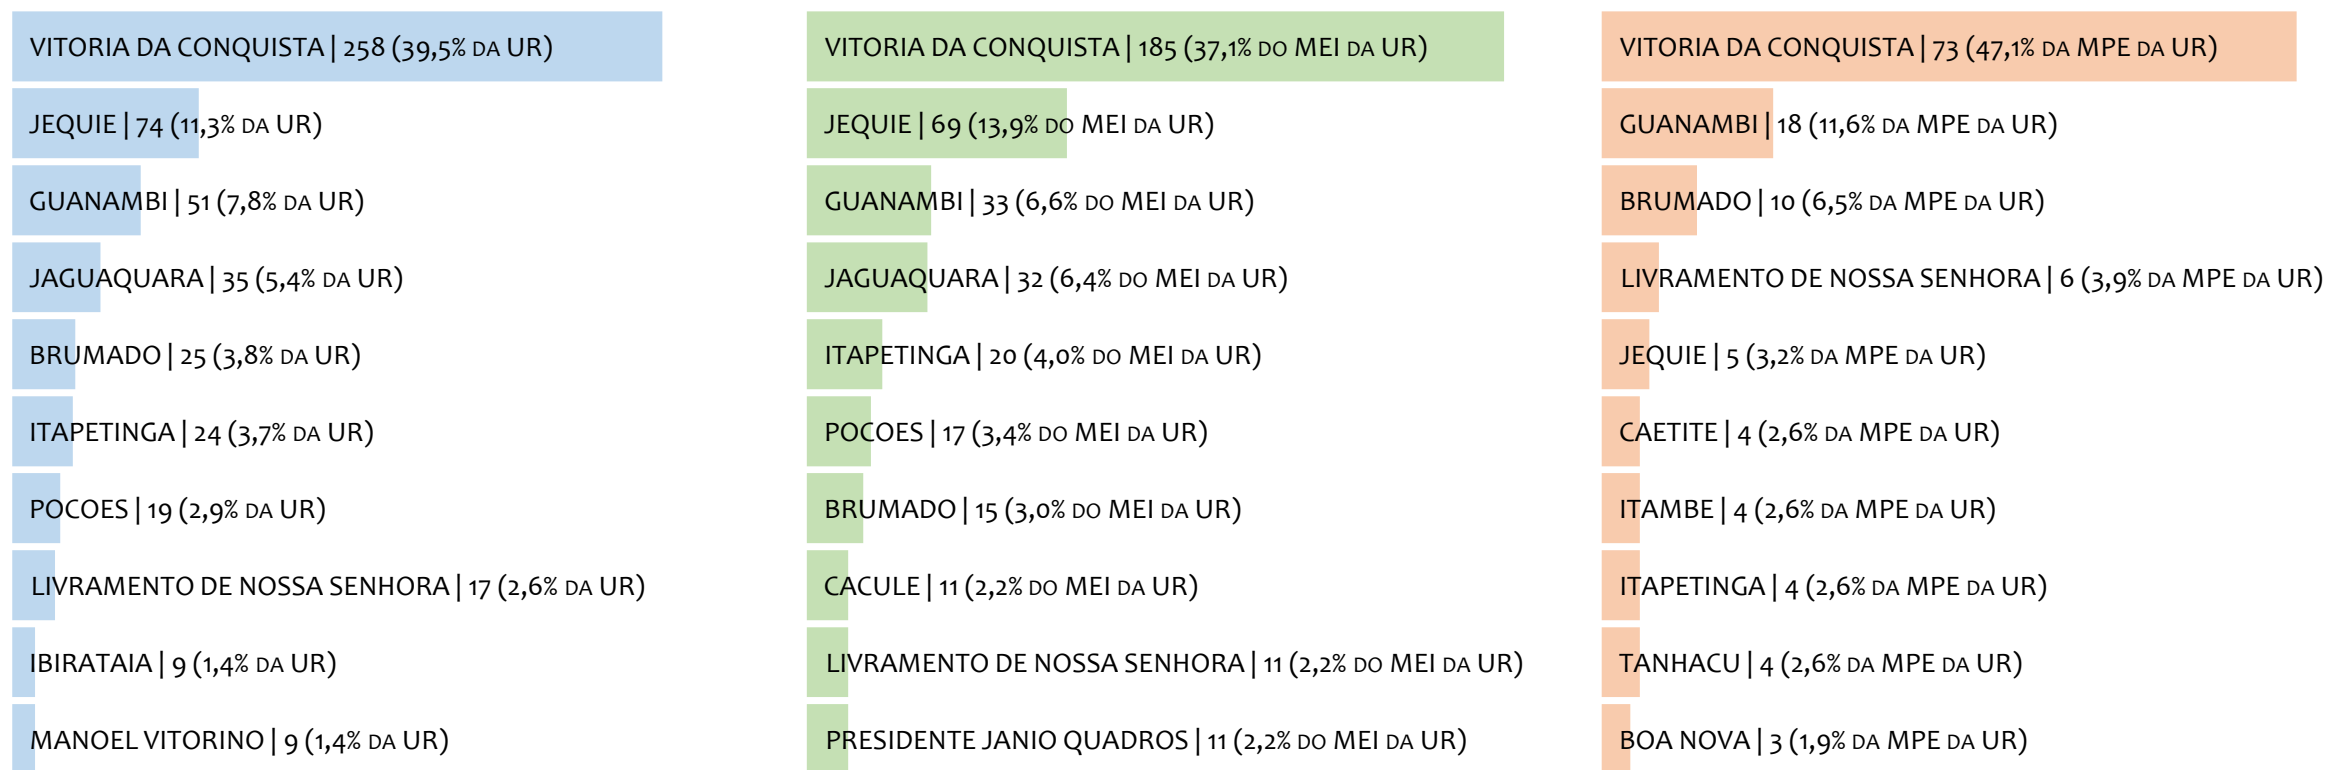 VITORIA DA CONQUISTA | 258 (39,5% DA UR)
JEQUIE | 74 (11,3% DA UR)
GUANAMBI | 51 (7,8% DA UR)
JAGUAQUARA | 35 (5,4% DA UR)
BRUMADO | 25 (3,8% DA UR)
ITAPETINGA | 24 (3,7% DA UR)
POCOES | 19 (2,9% DA UR)
LIVRAMENTO DE NOSSA SENHORA | 17 (2,6% DA UR)
IBIRATAIA | 9 (1,4% DA UR)
MANOEL VITORINO | 9 (1,4% DA UR)
VITORIA DA CONQUISTA | 185 (37,1% DO MEI DA UR)
JEQUIE | 69 (13,9% DO MEI DA UR)
GUANAMBI | 33 (6,6% DO MEI DA UR)
JAGUAQUARA | 32 (6,4% DO MEI DA UR)
ITAPETINGA | 20 (4,0% DO MEI DA UR)
POCOES | 17 (3,4% DO MEI DA UR)
BRUMADO | 15 (3,0% DO MEI DA UR)
CACULE | 11 (2,2% DO MEI DA UR)
LIVRAMENTO DE NOSSA SENHORA | 11 (2,2% DO MEI DA UR)
PRESIDENTE JANIO QUADROS | 11 (2,2% DO MEI DA UR)
VITORIA DA CONQUISTA | 73 (47,1% DA MPE DA UR)
GUANAMBI | 18 (11,6% DA MPE DA UR)
BRUMADO | 10 (6,5% DA MPE DA UR)
LIVRAMENTO DE NOSSA SENHORA | 6 (3,9% DA MPE DA UR)
JEQUIE | 5 (3,2% DA MPE DA UR)
CAETITE | 4 (2,6% DA MPE DA UR)
ITAMBE | 4 (2,6% DA MPE DA UR)
ITAPETINGA | 4 (2,6% DA MPE DA UR)
TANHACU | 4 (2,6% DA MPE DA UR)
BOA NOVA | 3 (1,9% DA MPE DA UR)